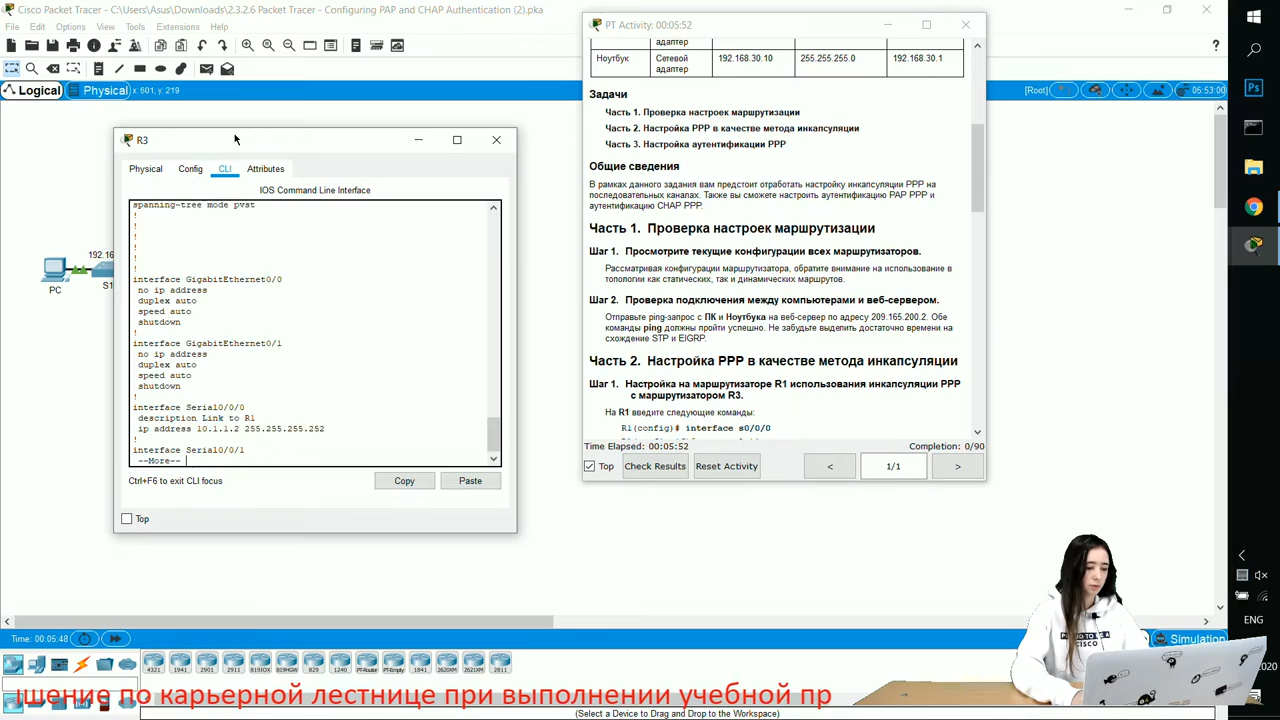 Cisco Packet Tracer - C:\Users\Asus\Downloads\2.3.2.6 Packet Tracer - Configuring PAP and CHAP Authentication (2).pka
File Edit Options View Tools Extensions Help
Logical Physical x: 601, y: 219
[Root] 05:53:00
PT Activity: 00:05:52
адаптер
Ноутбук Сетевой адаптер 192.168.30.10 255.255.255.0 192.168.30.1
Задачи
Часть 1. Проверка настроек маршрутизации
Часть 2. Настройка PPP в качестве метода инкапсуляции
Часть 3. Настройка аутентификации PPP
Общие сведения
В рамках данного задания вам предстоит отработать настройку инкапсуляции PPP на
последовательных каналах. Также вы сможете настроить аутентификацию PAP PPP и
аутентификацию CHAP PPP.
Часть 1. Проверка настроек маршрутизации
Шаг 1. Просмотрите текущие конфигурации всех маршрутизаторов.
Рассматривая конфигурации маршрутизатора, обратите внимание на использование в
топологии как статических, так и динамических маршрутов.
Шаг 2. Проверка подключения между компьютерами и веб-сервером.
Отправьте ping-запрос с ПК и Ноутбука на веб-сервер по адресу 209.165.200.2. Обе
команды ping должны пройти успешно. Не забудьте выделить достаточно времени на
схождение STP и EIGRP.
Часть 2. Настройка PPP в качестве метода инкапсуляции
Шаг 1. Настройка на маршрутизаторе R1 использования инкапсуляции PPP
с маршрутизатором R3.
На R1 введите следующие команды:
R1(config)# interface s0/0/0
Time Elapsed: 00:05:52 Completion: 0/90
Top Check Results Reset Activity < 1/1 >
R3
Physical Config CLI Attributes
IOS Command Line Interface
spanning-tree mode pvst
!
!
!
!
!
!
interface GigabitEthernet0/0
no ip address
duplex auto
speed auto
shutdown
!
interface GigabitEthernet0/1
no ip address
duplex auto
speed auto
shutdown
!
interface Serial0/0/0
description Link to R1
ip address 10.1.1.2 255.255.255.252
!
interface Serial0/0/1
--More--
Ctrl+F6 to exit CLI focus Copy Paste
Top
192.16
PC S1
Time: 00:05:48
Simulation
4321 1941 2901 2911 819IOX 819HGW 829 1240 PT-Router PT-Empty 1841 2620XM 2621XM 2811
(Select a Device to Drag and Drop to the Workspace)
щение по карьерной лестнице при выполнении учебной пр
Ps
ENG
CISCO